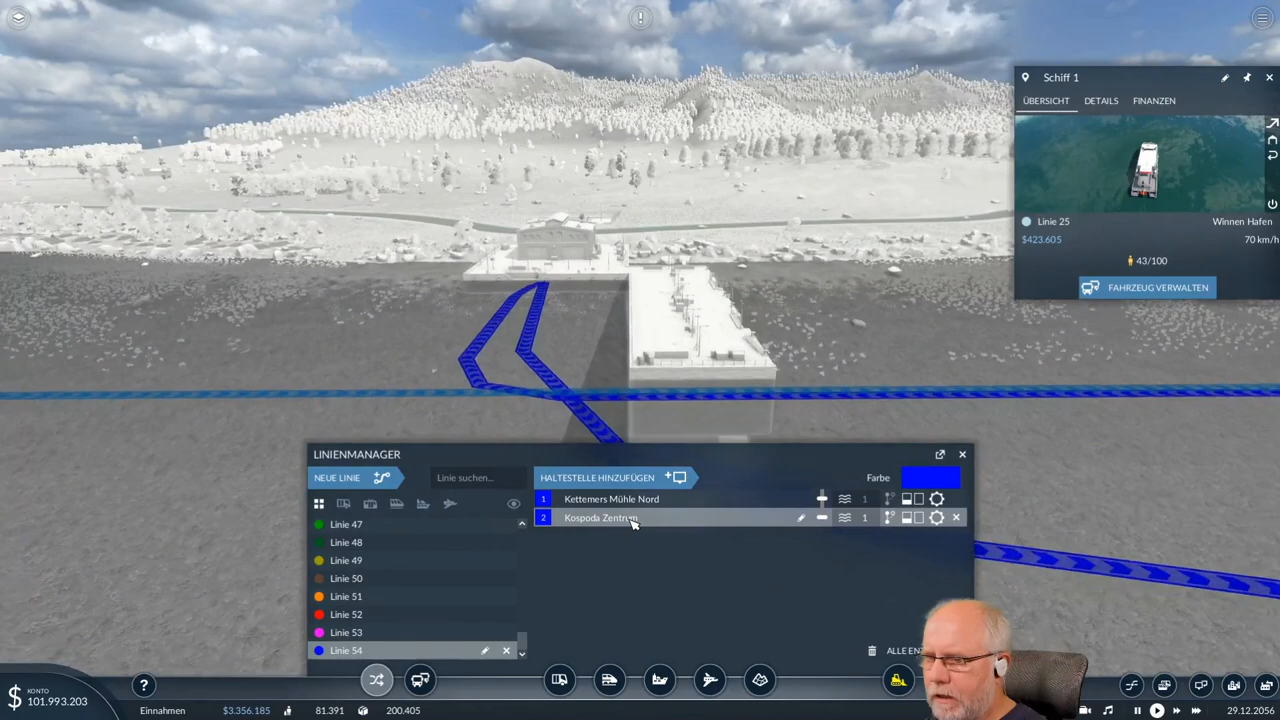 Schiff 1
ÜBERSICHT DETAILS FINANZEN
Linie 25 Winnen Hafen
$423.605 70 km/h
43/100
FAHRZEUG VERWALTEN
LINIENMANAGER
NEUE LINIE Linie suchen... HALTESTELLE HINZUFÜGEN Farbe
1 Kettemers Mühle Nord 1
2 Kospoda Zentrum 1
Linie 47
Linie 48
Linie 49
Linie 50
Linie 51
Linie 52
Linie 53
Linie 54
ALLE
$ KONTO
101.993.203
?
Einnahmen $3.356.185 81.391 200.405 29.12.2056